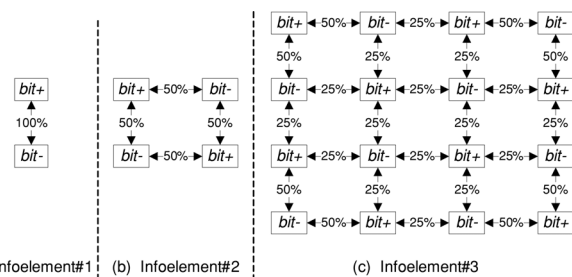 bit+ 50% bit- 25% bit+ 50% bit-
50% 25% 25% 50%
bit+ bit+ 50% bit- bit- 25% bit+ 25% bit- 25% bit+
100% 50% 50% 25% 25% 25% 25%
bit- bit- 50% bit+ bit+ 25% bit- 25% bit+ 25% bit-
50% 25% 25% 50%
bit- 50% bit+ 25% bit- 50% bit+
nfoelement#1 (b) Infoelement#2 (c) Infoelement#3